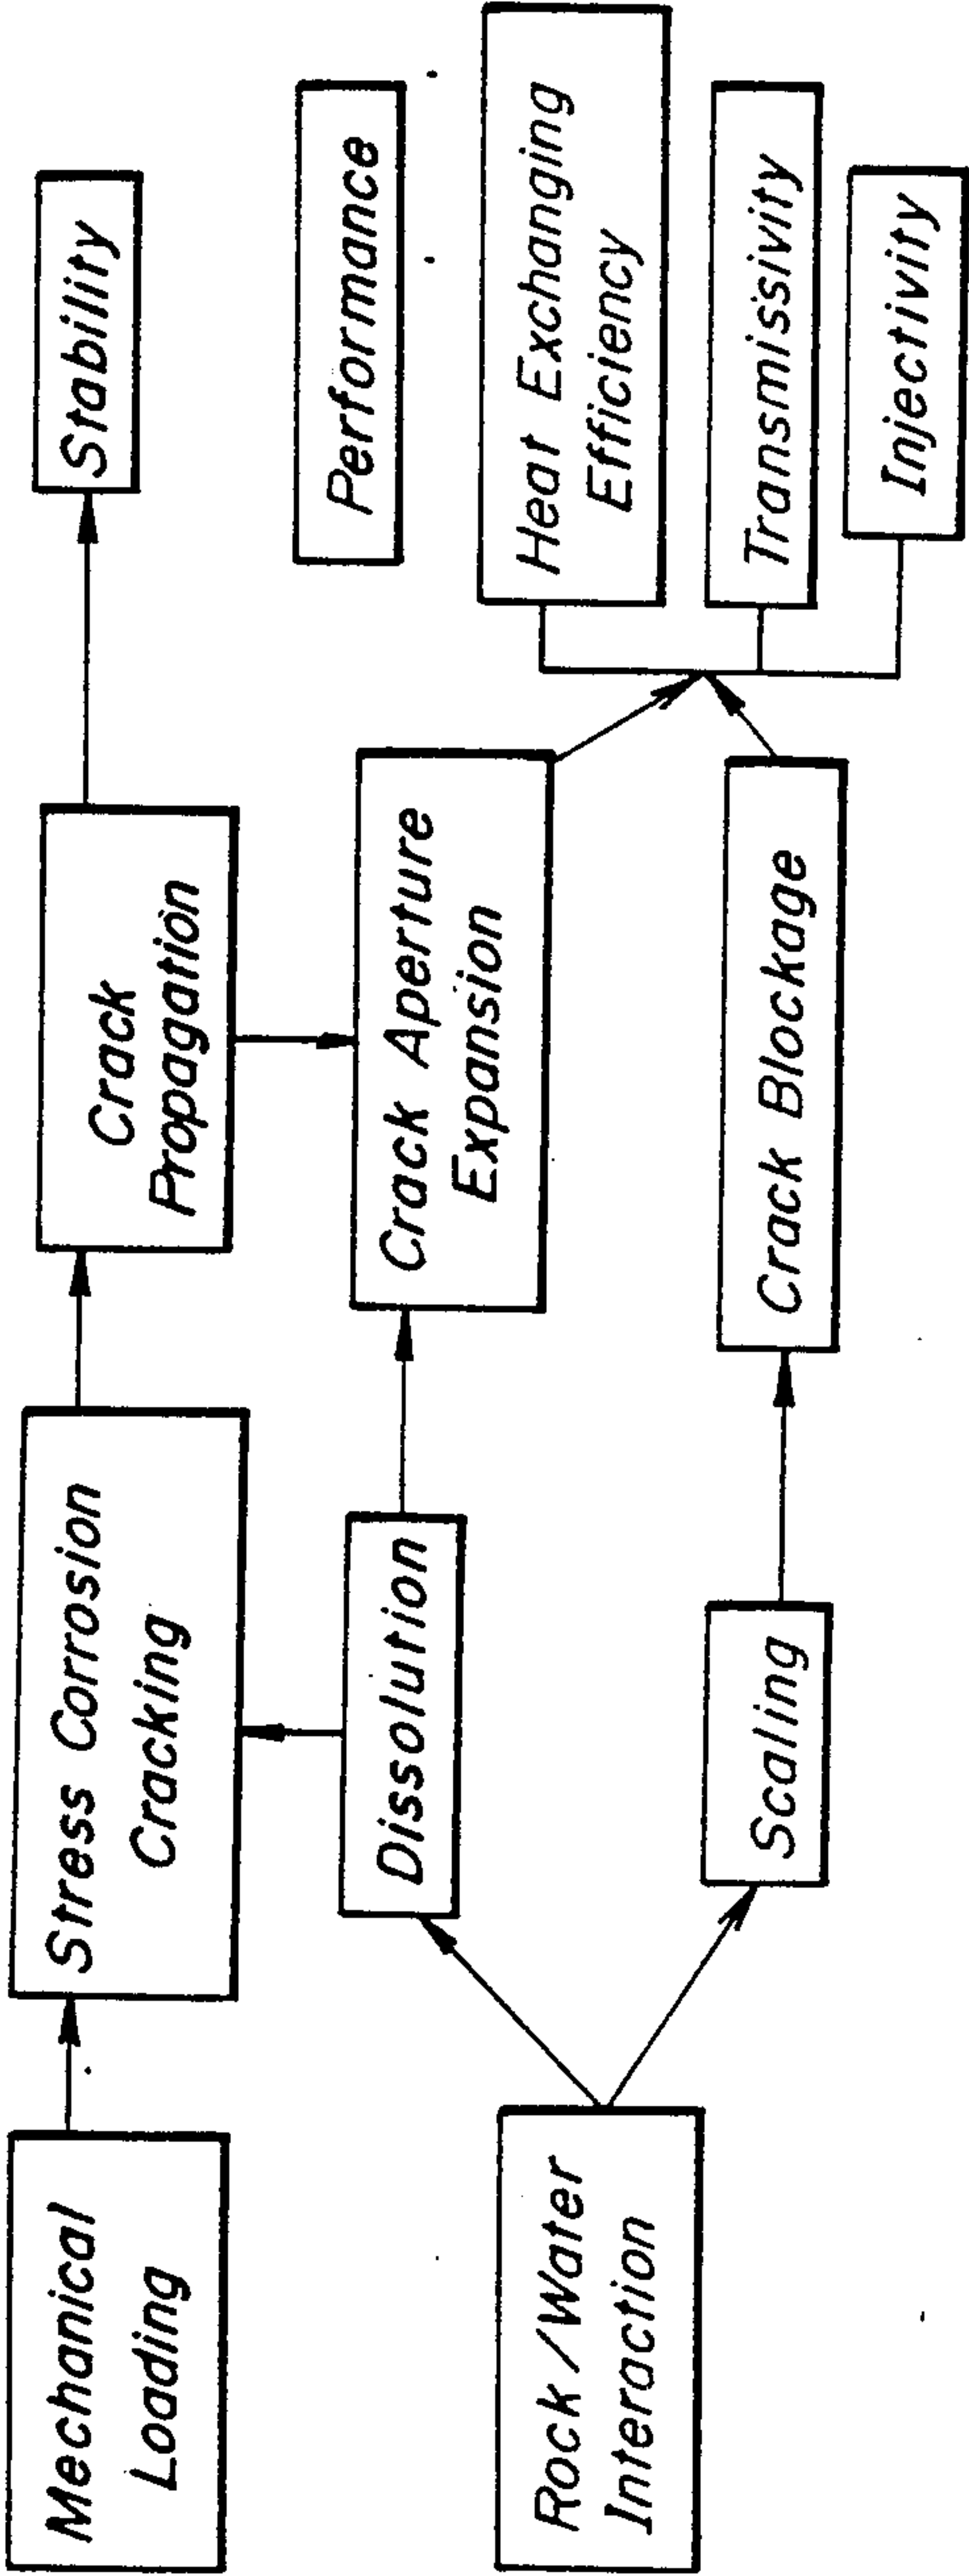 Mechanical
Loading
Stress Corrosion
Cracking
Crack
Propagation
Stability
Performance
Rock/Water
Interaction
Dissolution
Crack Aperture
Expansion
Heat Exchanging
Efficiency
Transmissivity
Injectivity
Scaling
Crack Blockage